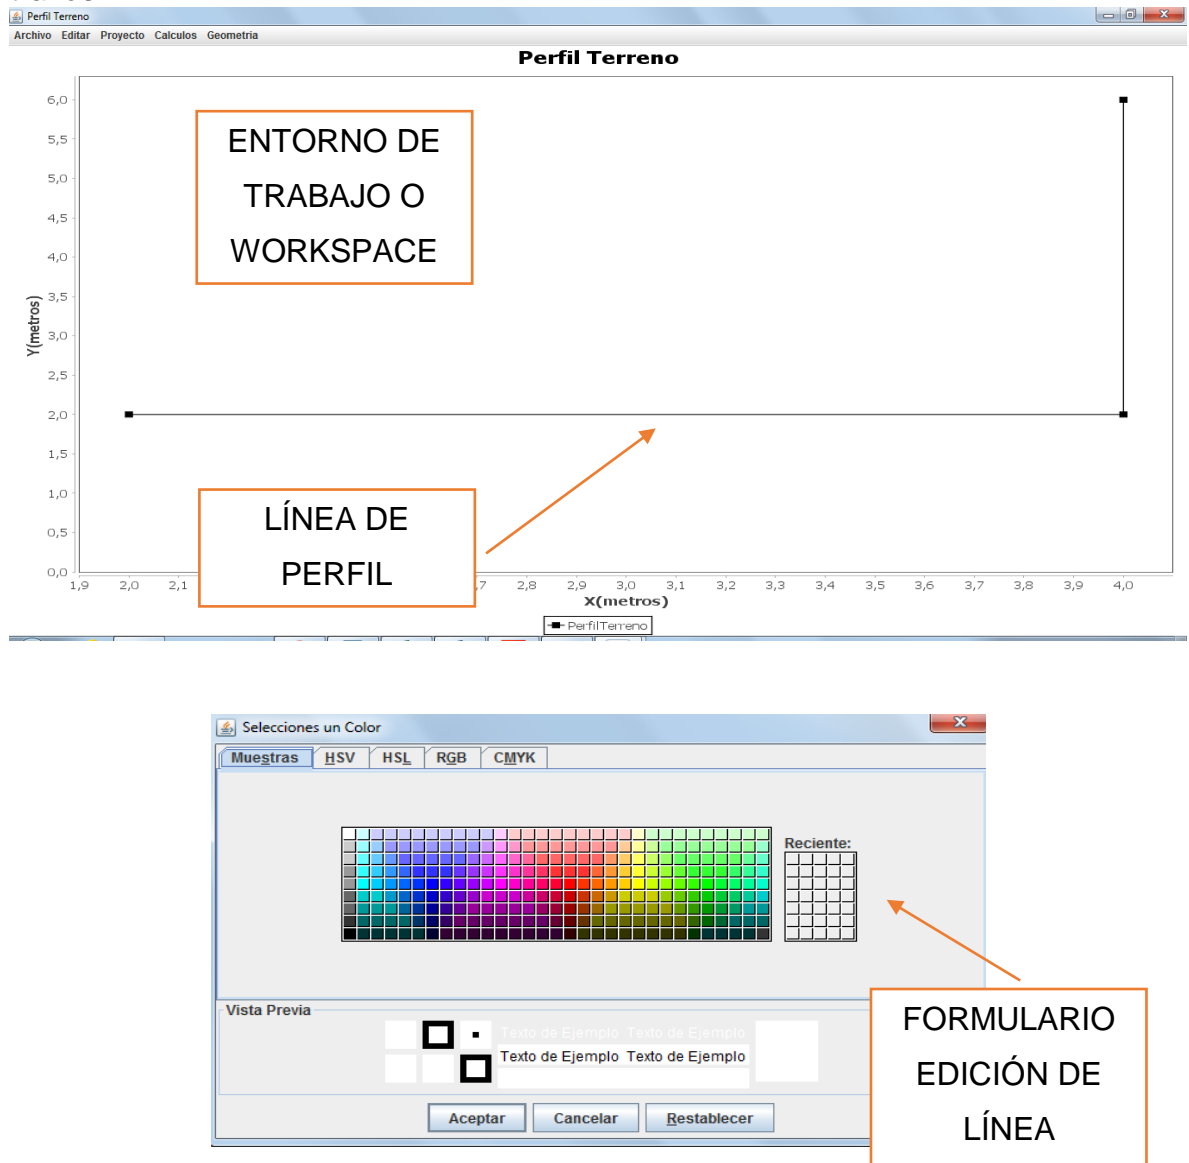 Perfil Terreno
Archivo Editar Proyecto Calculos Geometria
Perfil Terreno
6,0
5,5
5,0
4,5
4,0
3,5
3,0
2,5
2,0
1,5
1,0
0,5
0,0
Y(metros)
ENTORNO DE
TRABAJO O
WORKSPACE
LÍNEA DE
PERFIL
1,9 2,0 2,1 2,8 2,9 3,0 3,1 3,2 3,3 3,4 3,5 3,6 3,7 3,8 3,9 4,0
X(metros)
PerfilTerreno
Selecciones un Color
Muestras HSV HSL RGB CMYK
Reciente:
Vista Previa
Texto de Ejemplo Texto de Ejemplo
Texto de Ejemplo Texto de Ejemplo
Aceptar Cancelar Restablecer
FORMULARIO
EDICIÓN DE
LÍNEA